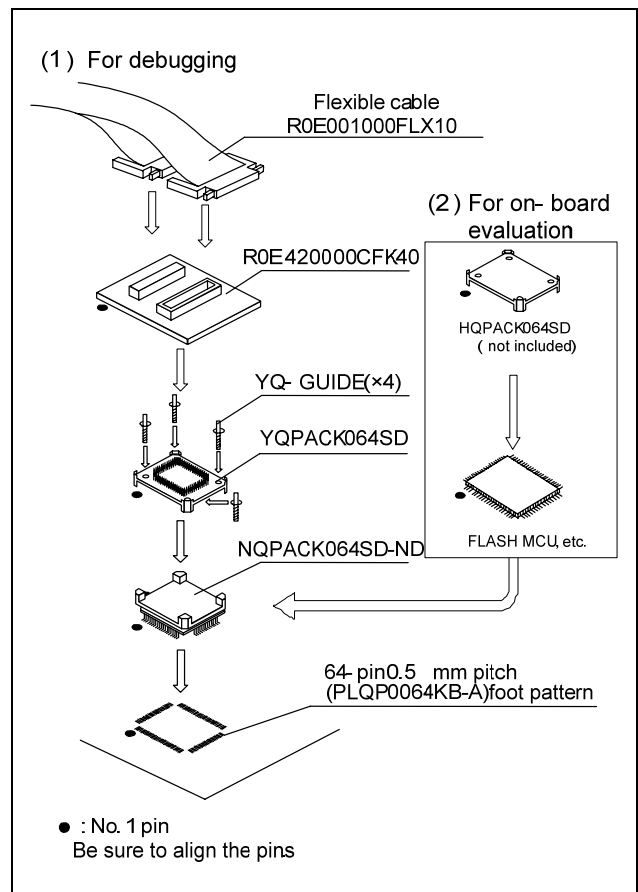 (1) For debugging
Flexible cable
R0E001000FLX10
(2) For on- board
evaluation
R0E420000CFK40
HQPACK064SD
( not included)
YQ- GUIDE(×4)
YQPACK064SD
FLASH MCU, etc.
NQPACK064SD-ND
64- pin0.5 mm pitch
(PLQP0064KB-A)foot pattern
● : No. 1 pin
Be sure to align the pins